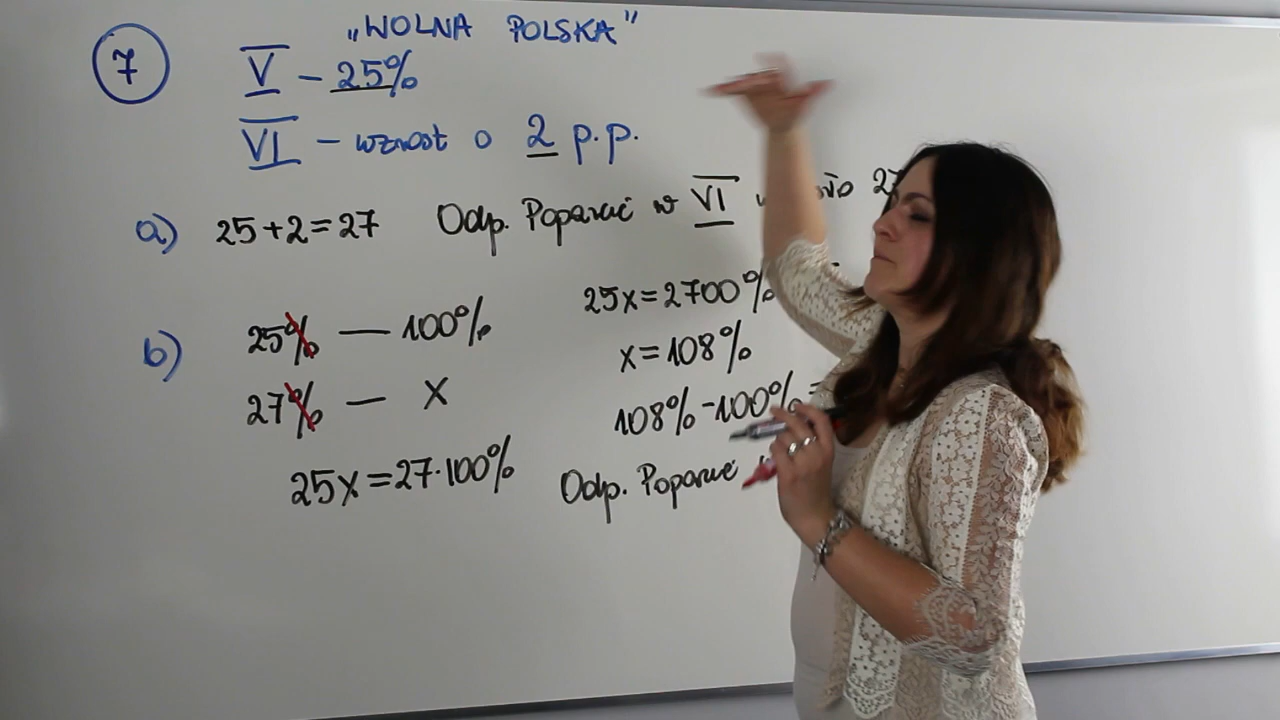 7 „WOLNA POLSKA"
V – 25%
VI – wzrost o 2 p.p.
a) 25+2=27 Odp. Poparcie w VI 27
b) 25% — 100%
27% — x
25x=27·100%
25x=2700%
x=108%
108%-100%=
Odp. Poparcie